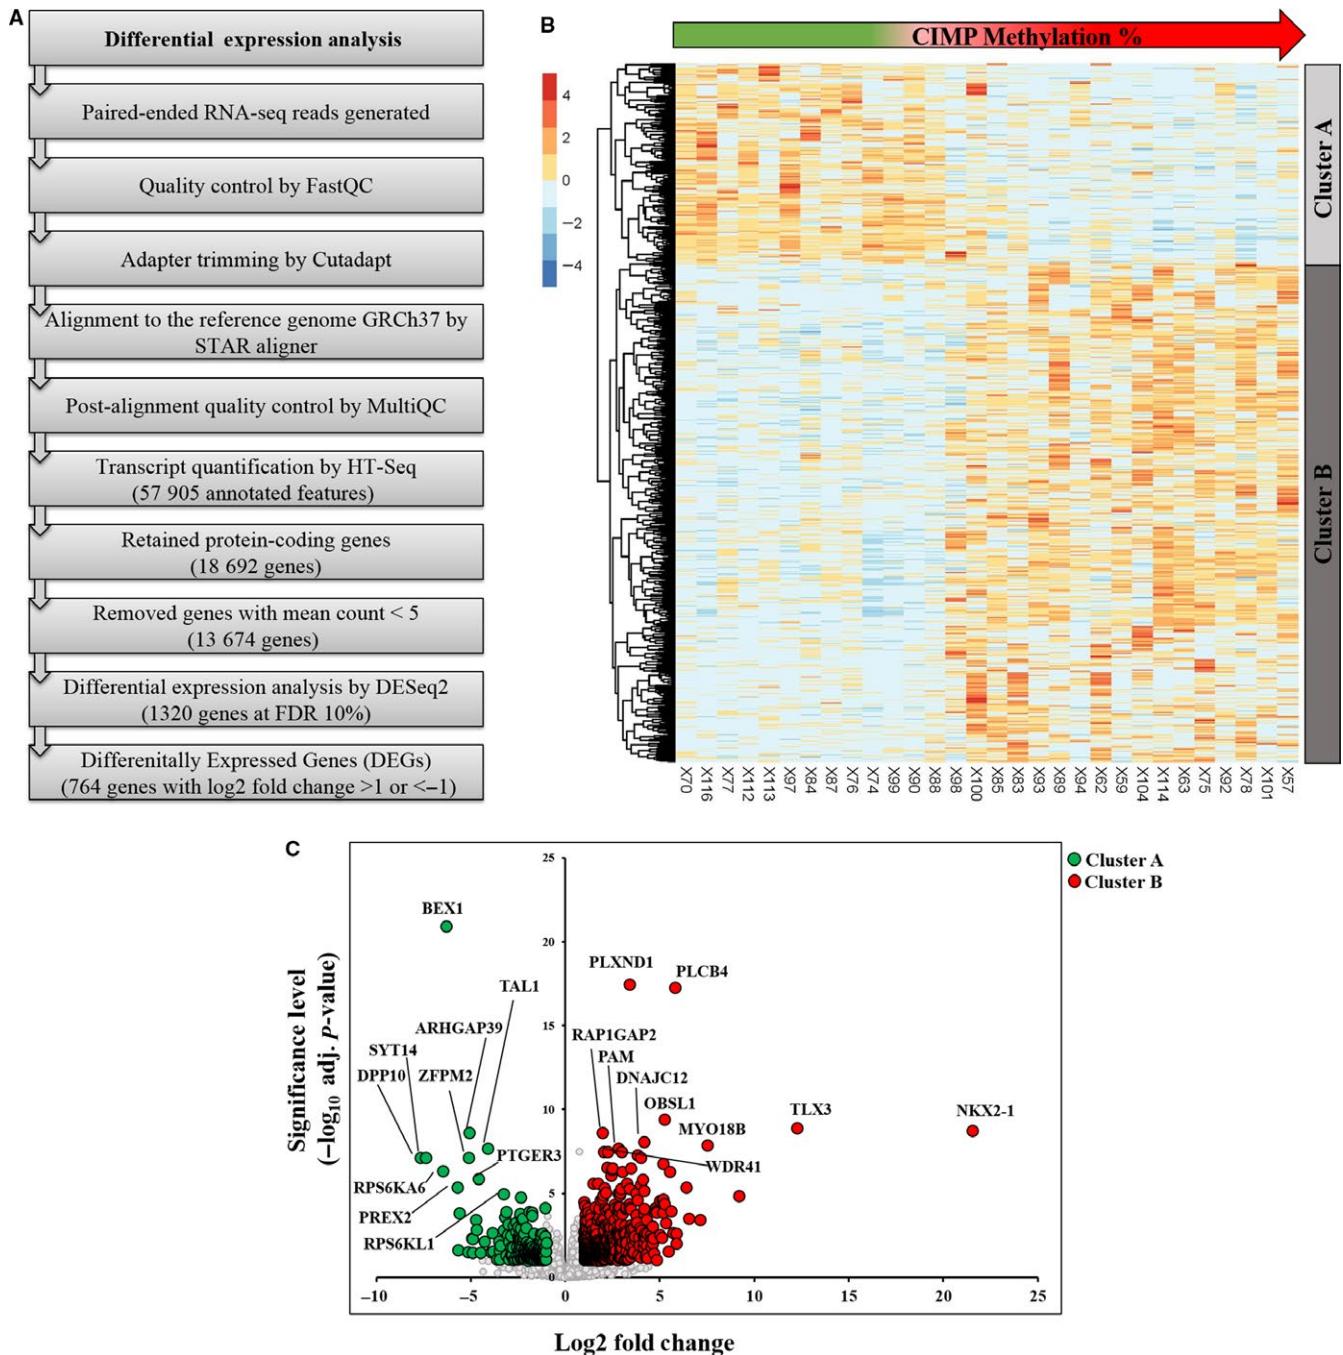 A
Differential expression analysis
Paired-ended RNA-seq reads generated
Quality control by FastQC
Adapter trimming by Cutadapt
Alignment to the reference genome GRCh37 by
STAR aligner
Post-alignment quality control by MultiQC
Transcript quantification by HT-Seq
(57 905 annotated features)
Retained protein-coding genes
(18 692 genes)
Removed genes with mean count < 5
(13 674 genes)
Differential expression analysis by DESeq2
(1320 genes at FDR 10%)
Differenitally Expressed Genes (DEGs)
(764 genes with log2 fold change >1 or <–1)
B
CIMP Methylation %
4
2
0
–2
–4
Cluster A
Cluster B
X70
X116
X77
X112
X113
X97
X84
X87
X76
X74
X99
X90
X88
X98
X100
X85
X83
X93
X89
X94
X62
X59
X104
X114
X63
X75
X92
X78
X101
X57
C
Cluster A
Cluster B
Significance level
(–log10 adj. p-value)
25
20
15
10
5
0
BEX1
PLXND1
PLCB4
TAL1
ARHGAP39
RAP1GAP2
SYT14
PAM
DPP10
ZFPM2
DNAJC12
OBSL1
TLX3
NKX2-1
MYO18B
PTGER3
WDR41
RPS6KA6
PREX2
RPS6KL1
–10
–5
0
5
10
15
20
25
Log2 fold change